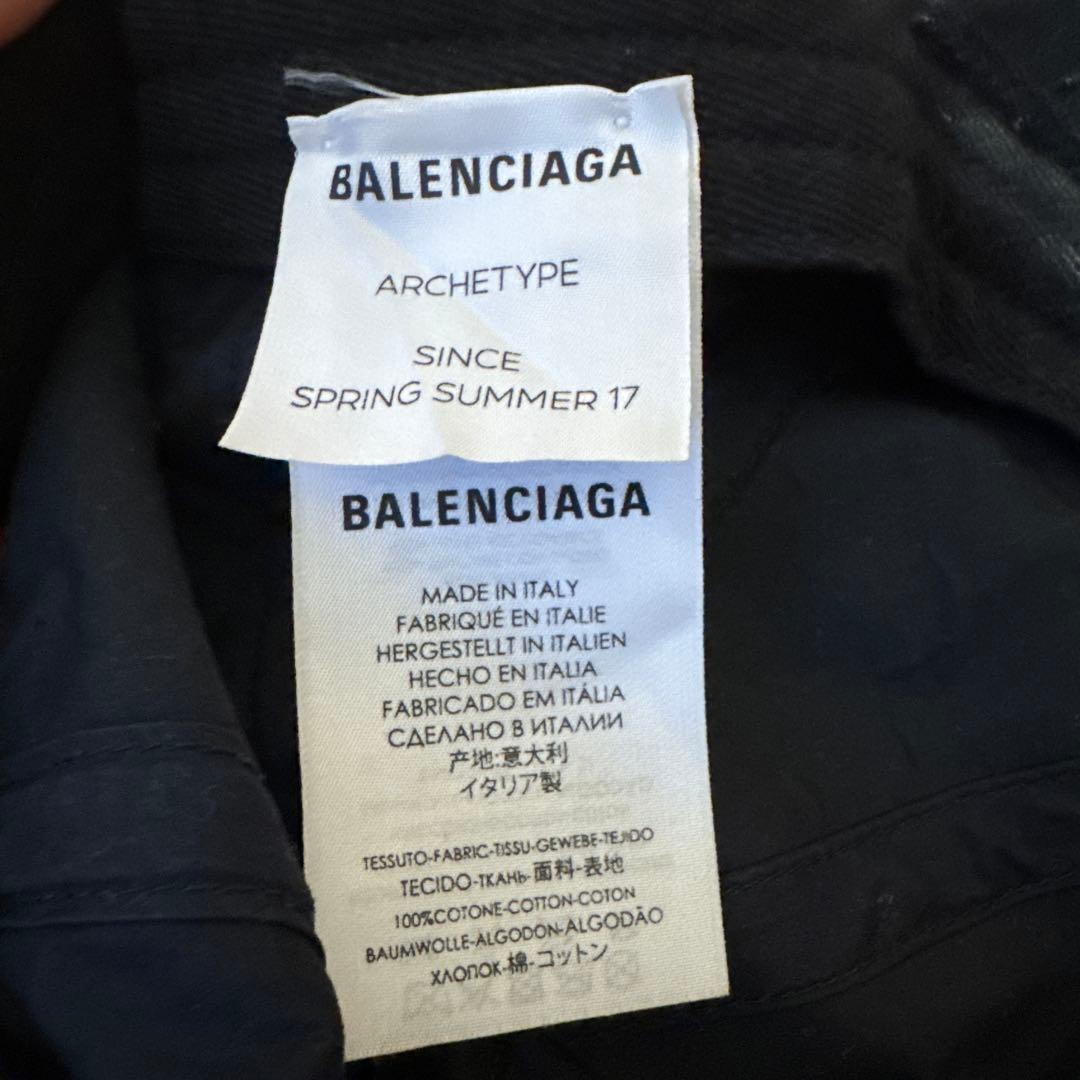 BALENCIAGA
ARCHETYPE
SINCE
SPRING SUMMER 17
BALENCIAGA
MADE IN ITALY
FABRIQUÉ EN ITALIE
HERGESTELLT IN ITALIEN
HECHO EN ITALIA
FABRICADO EM ITÁLIA
СДЕЛАНО В ИТАЛИИ
产地:意大利
イタリア製
TESSUTO-FABRIC-TISSU-GEWEBE-TEJIDO
TECIDO-ТКАНЬ-面料-表地
100%COTONE-COTTON-COTON
BAUMWOLLE-ALGODON-ALGODÃO
ХЛОПОК-棉-コットン